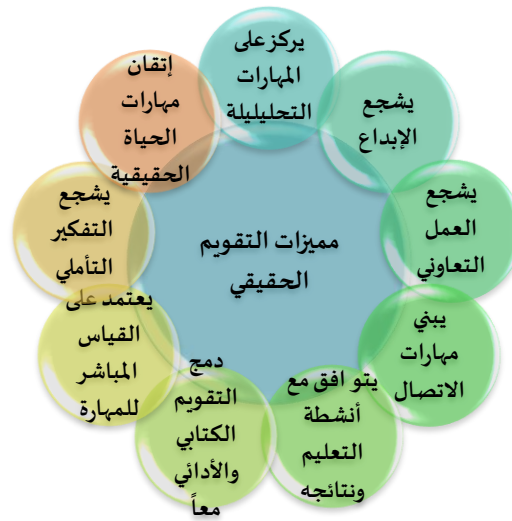 مميزات التقويم
الحقيقي
يركز على
المهارات
التحليليلة
يشجع
الإبداع
يشجع
العمل
التعاوني
يبني
مهارات
الاتصال
يتوافق مع
أنشطة
التعليم
ونتائجه
دمج
التقويم
الكتابي
والأدائي
معاً
يعتمد على
القياس
المباشر
للمهارة
يشجع
التفكير
التأملي
إتقان
مهارات
الحياة
الحقيقية